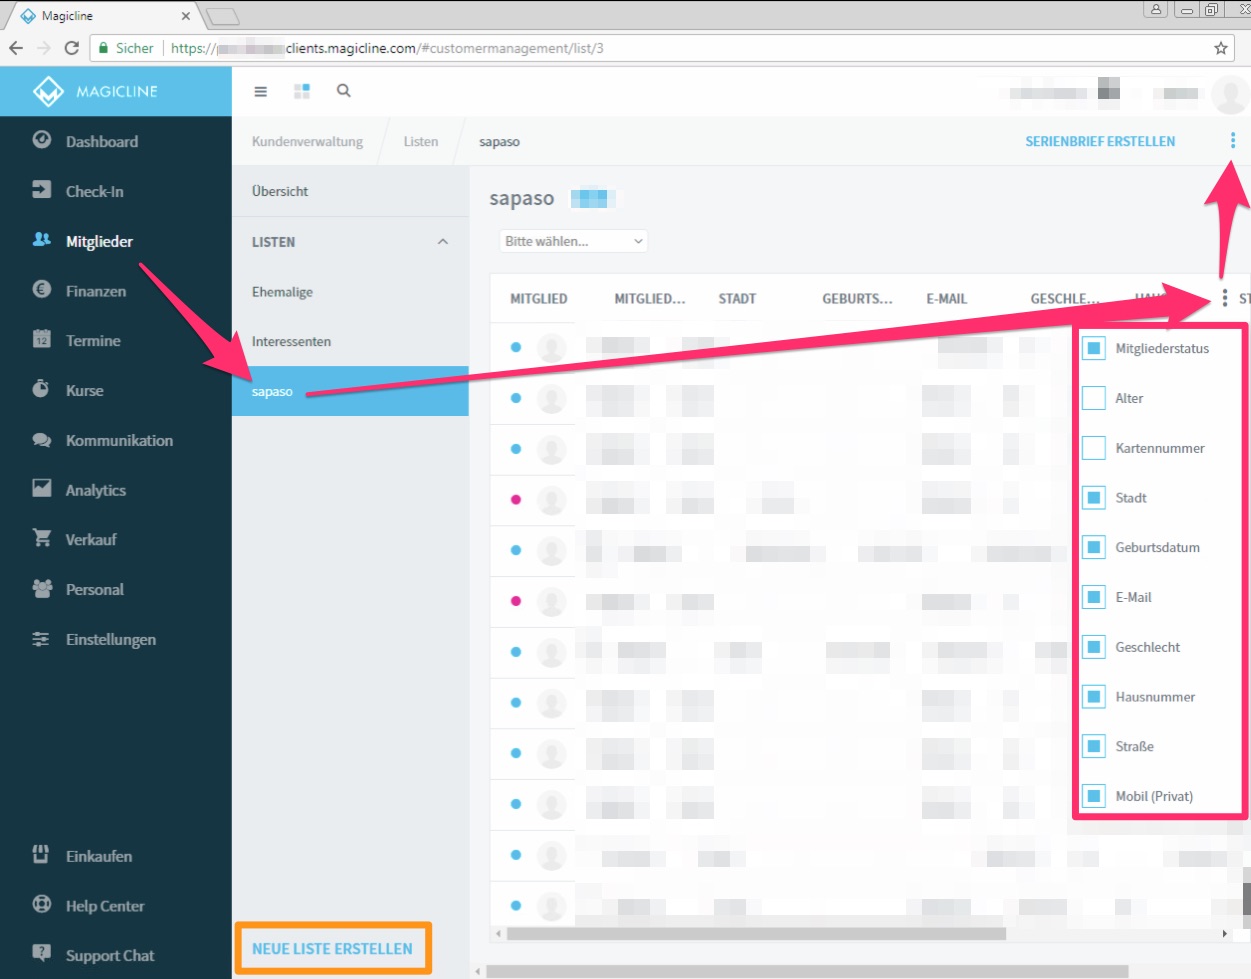 Magicline
Sicher
https://
clients.magicline.com/#customermanagement/list/3
MAGICLINE
Dashboard
Check-In
Mitglieder
Finanzen
12
Termine
Kurse
Kommunikation
Analytics
Verkauf
Personal
Einstellungen
Einkaufen
Help Center
Support Chat
Kundenverwaltung
Listen
sapaso
SERIENBRIEF ERSTELLEN
Übersicht
LISTEN
Ehemalige
Interessenten
sapaso
NEUE LISTE ERSTELLEN
sapaso
Bitte wählen...
MITGLIED MITGLIED... STADT GEBURTS... E-MAIL GESCHLE... ST
Mitgliederstatus
Alter
Kartennummer
Stadt
Geburtsdatum
E-Mail
Geschlecht
Hausnummer
Straße
Mobil (Privat)